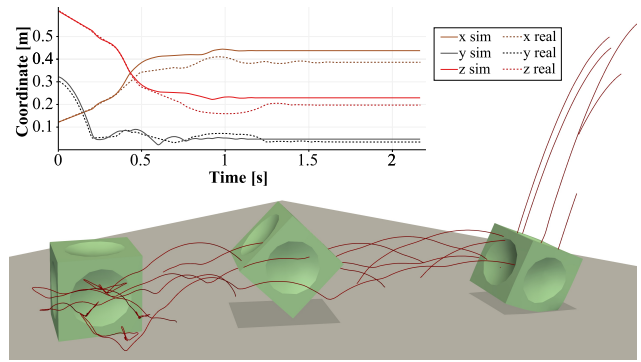 Coordinate [m]
0.5
0.4
0.3
0.2
0.1
0
0.5
1
1.5
2
Time [s]
x sim
x real
y sim
y real
z sim
z real